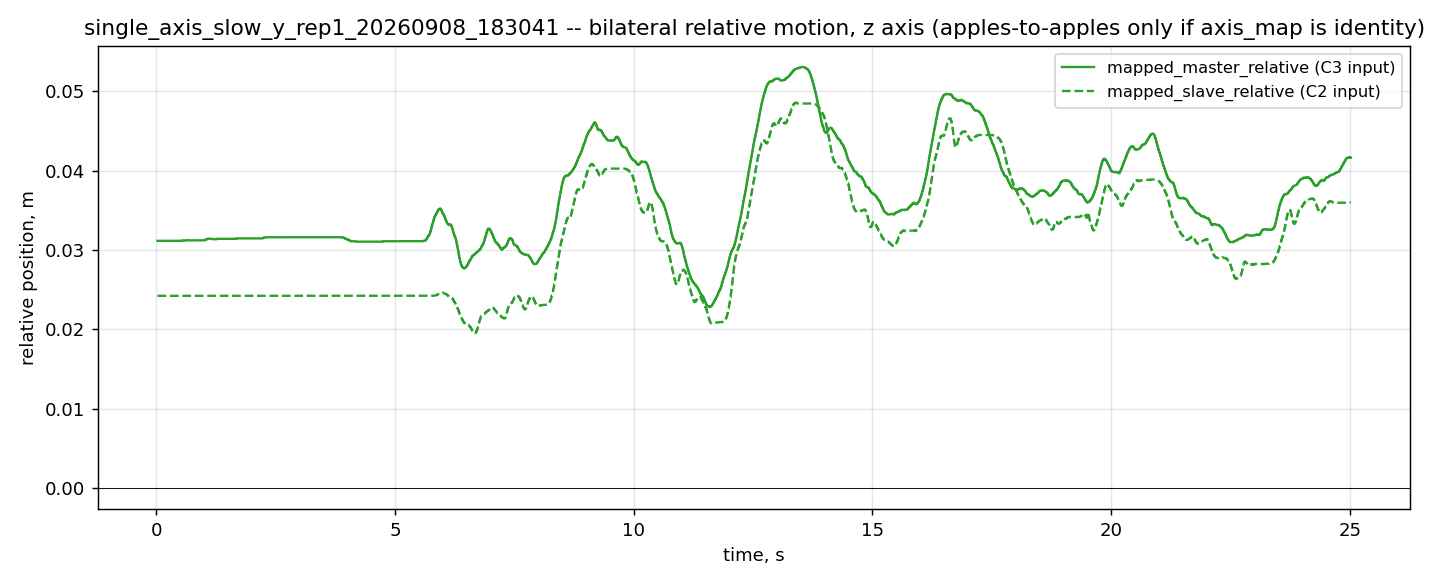 single_axis_slow_y_rep1_20260908_183041 -- bilateral relative motion, z axis (apples-to-apples only if axis_map is identity)
mapped_master_relative (C3 input)
mapped_slave_relative (C2 input)
relative position, m
0.05
0.04
0.03
0.02
0.01
0.00
0
5
10
15
20
25
time, s